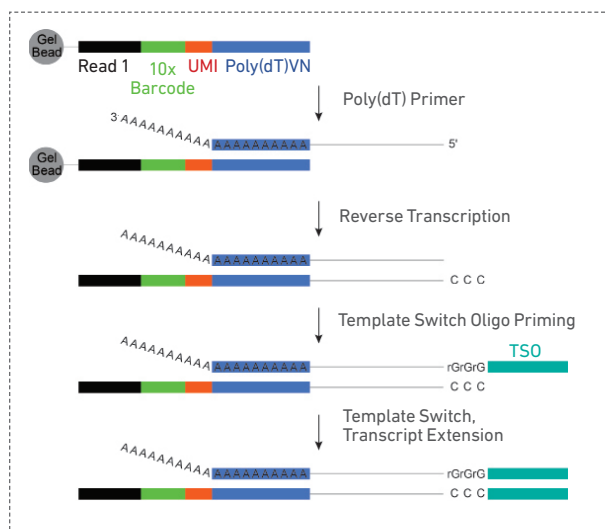 Gel Bead
Read 1 10x Barcode UMI Poly(dT)VN
Poly(dT) Primer
3 AAAAAAAAAA AAAAAAAAAA 5'
Gel Bead
Reverse Transcription
AAAAAAAAAA AAAAAAAAAA
C C C
Template Switch Oligo Priming
TSO
AAAAAAAAAA AAAAAAAAAA rGrGrG
C C C
Template Switch,
Transcript Extension
AAAAAAAAAA AAAAAAAAAA rGrGrG
C C C